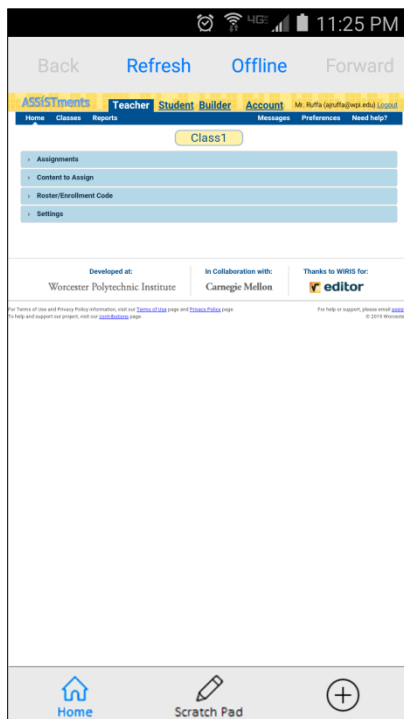 4G 11:25 PM
Back Refresh Offline Forward
ASSISTments Teacher Student Builder Account Mr. Ruffa (ajruffa@wpi.edu) Logout
Home Classes Reports Messages Preferences Need help?
Class1
Assignments
Content to Assign
Roster/Enrollment Code
Settings
Developed at: In Collaboration with: Thanks to WIRIS for:
Worcester Polytechnic Institute Carnegie Mellon editor
For Terms of Use and Privacy Policy information, visit our Terms of Use page and Privacy Policy page. For help or support, please email
To help and support our project, visit our contributions page.
Home Scratch Pad